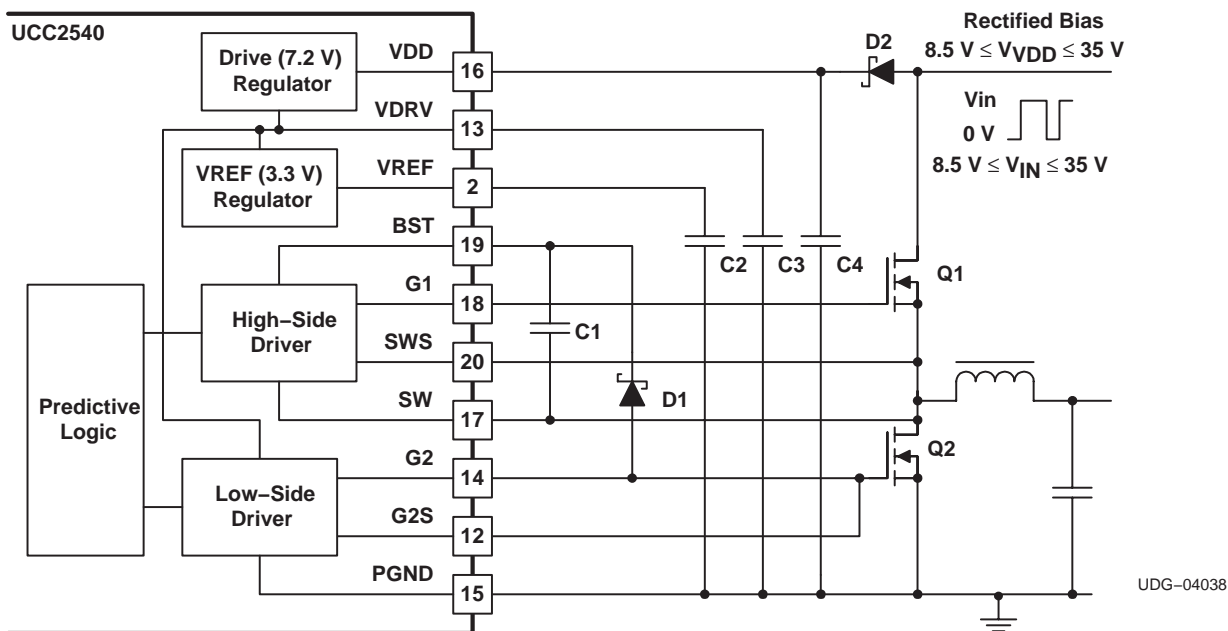 UCC2540
Drive (7.2 V)
Regulator
VDD
16
D2
Rectified Bias
8.5 V ≤ VVDD ≤ 35 V
VDRV
13
Vin
0 V
8.5 V ≤ VIN ≤ 35 V
VREF (3.3 V)
Regulator
VREF
2
BST
19
C2
C3
C4
Q1
G1
18
High−Side
Driver
C1
SWS
20
Predictive
Logic
SW
17
D1
G2
14
Q2
Low−Side
Driver
G2S
12
PGND
15
UDG−04038